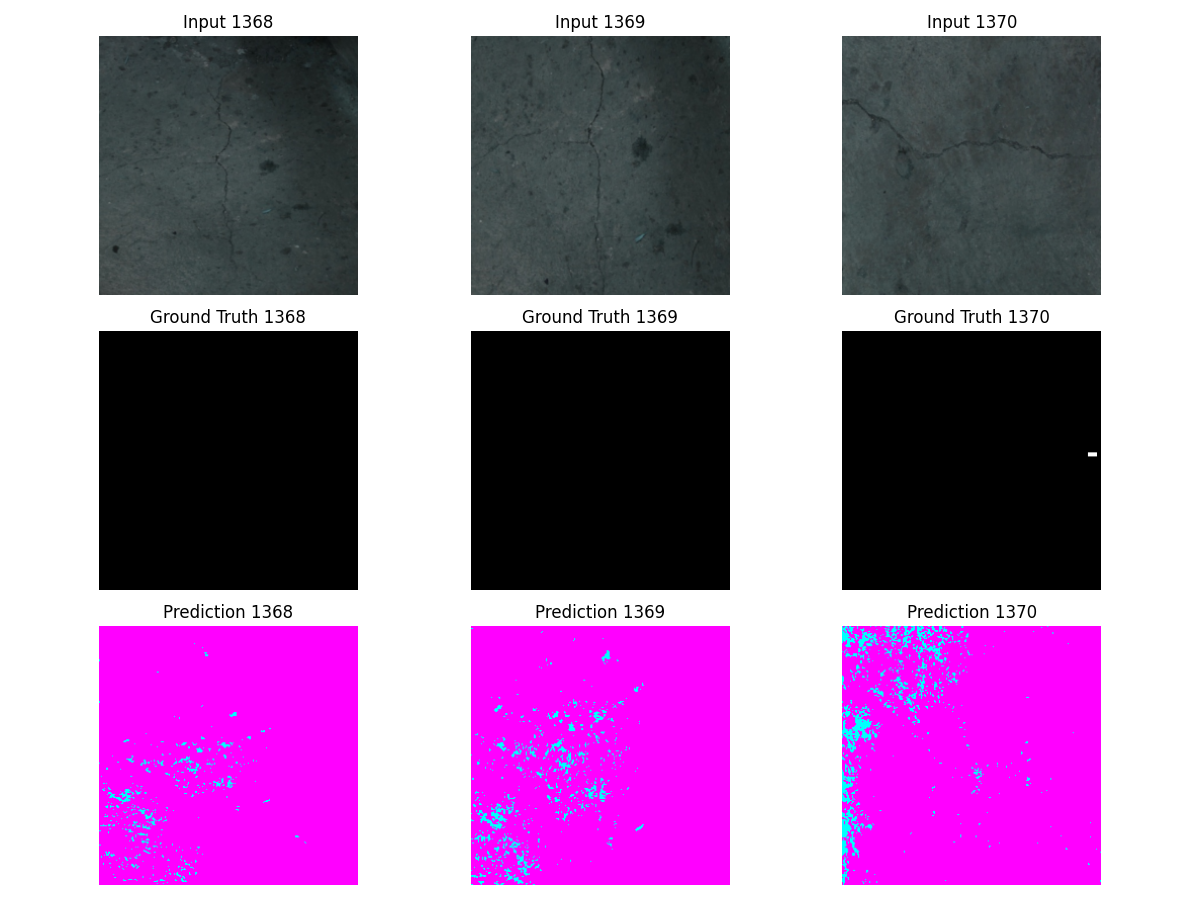 Input 1368
Input 1369
Input 1370
Ground Truth 1368
Ground Truth 1369
Ground Truth 1370
Prediction 1368
Prediction 1369
Prediction 1370